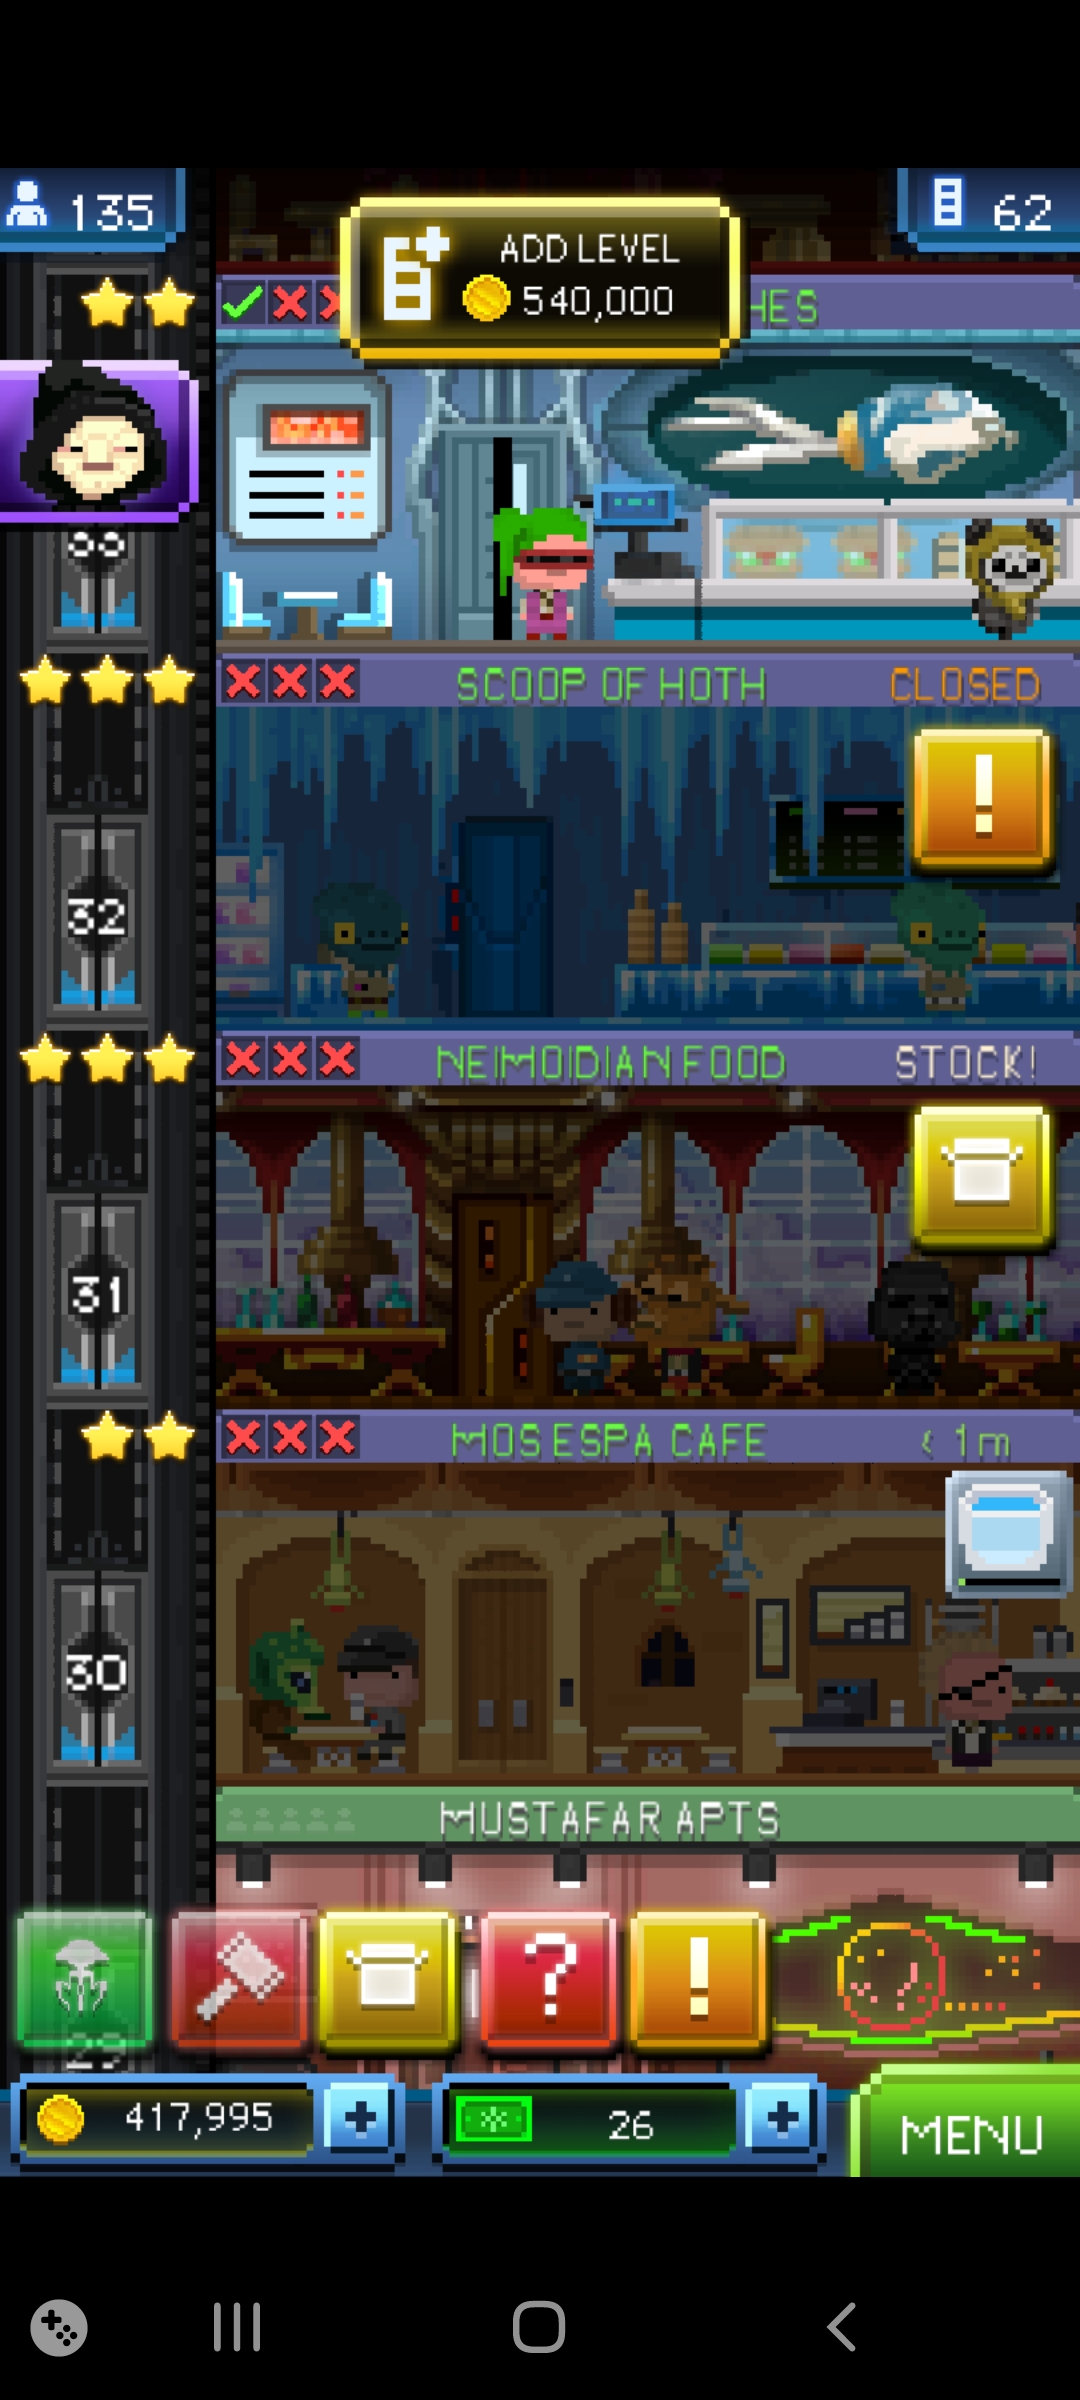 135
62
ADD LEVEL
540,000
HES
SCOOP OF HOTH CLOSED
!
32
NEIMOIDIAN FOOD STOCK!
31
MOS ESPA CAFE < 1m
30
MUSTAFAR APTS
? !
29
417,995 + 26 +
MENU